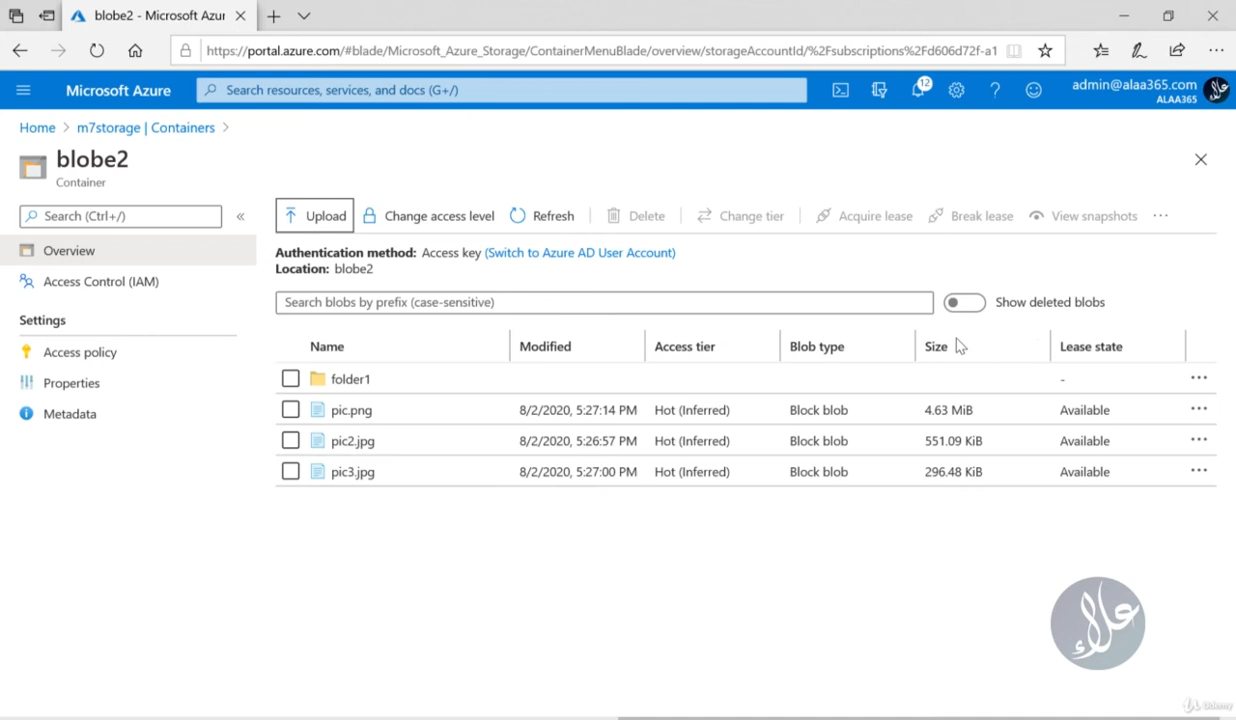 blobe2 - Microsoft Azur
https://portal.azure.com/#blade/Microsoft_Azure_Storage/ContainerMenuBlade/overview/storageAccountId/%2Fsubscriptions%2Fd606d72f-a1
Microsoft Azure
Search resources, services, and docs (G+/)
12
admin@alaa365.com
ALAA365
Home > m7storage | Containers >
blobe2
Container
Search (Ctrl+/)
Overview
Access Control (IAM)
Settings
Access policy
Properties
Metadata
Upload Change access level Refresh Delete Change tier Acquire lease Break lease View snapshots
Authentication method: Access key (Switch to Azure AD User Account)
Location: blobe2
Search blobs by prefix (case-sensitive) Show deleted blobs
Name Modified Access tier Blob type Size Lease state
folder1 -
pic.png 8/2/2020, 5:27:14 PM Hot (Inferred) Block blob 4.63 MiB Available
pic2.jpg 8/2/2020, 5:26:57 PM Hot (Inferred) Block blob 551.09 KiB Available
pic3.jpg 8/2/2020, 5:27:00 PM Hot (Inferred) Block blob 296.48 KiB Available
علاء
Udemy